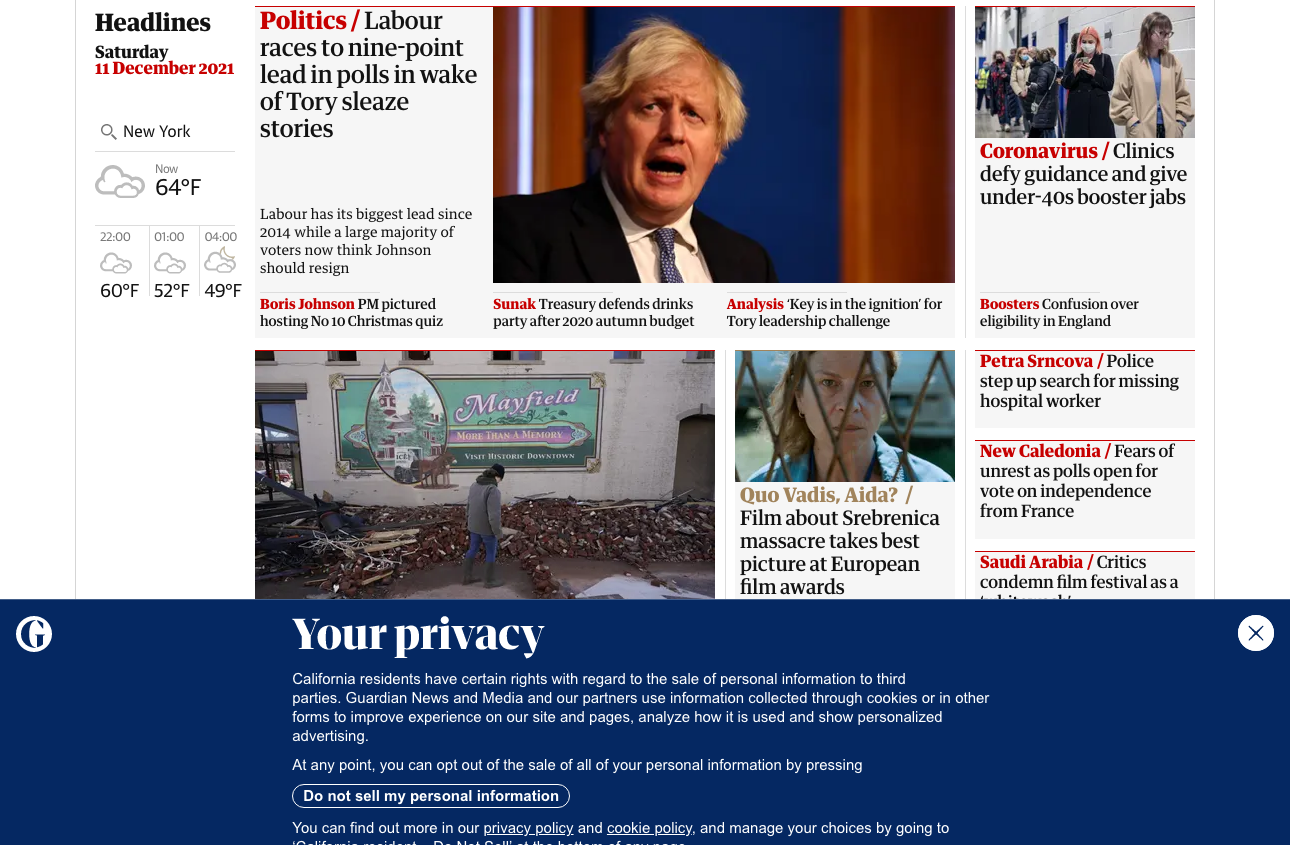 Headlines
Saturday
11 December 2021
New York
Now
64°F
22:00
01:00
04:00
60°F
52°F
49°F
Politics / Labour
races to nine-point
lead in polls in wake
of Tory sleaze
stories
Labour has its biggest lead since
2014 while a large majority of
voters now think Johnson
should resign
Boris Johnson PM pictured
hosting No 10 Christmas quiz
Sunak Treasury defends drinks
party after 2020 autumn budget
Analysis ‘Key is in the ignition’ for
Tory leadership challenge
Coronavirus / Clinics
defy guidance and give
under-40s booster jabs
Boosters Confusion over
eligibility in England
Mayfield
MORE THAN A MEMORY
VISIT HISTORIC DOWNTOWN
ICE
Quo Vadis, Aida? /
Film about Srebrenica
massacre takes best
picture at European
film awards
Petra Srncova / Police
step up search for missing
hospital worker
New Caledonia / Fears of
unrest as polls open for
vote on independence
from France
Saudi Arabia / Critics
condemn film festival as a
Your privacy
California residents have certain rights with regard to the sale of personal information to third
parties. Guardian News and Media and our partners use information collected through cookies or in other
forms to improve experience on our site and pages, analyze how it is used and show personalized
advertising.
At any point, you can opt out of the sale of all of your personal information by pressing
Do not sell my personal information
You can find out more in our privacy policy and cookie policy, and manage your choices by going to
‘California resident – Do Not Sell’ at the bottom of any page.